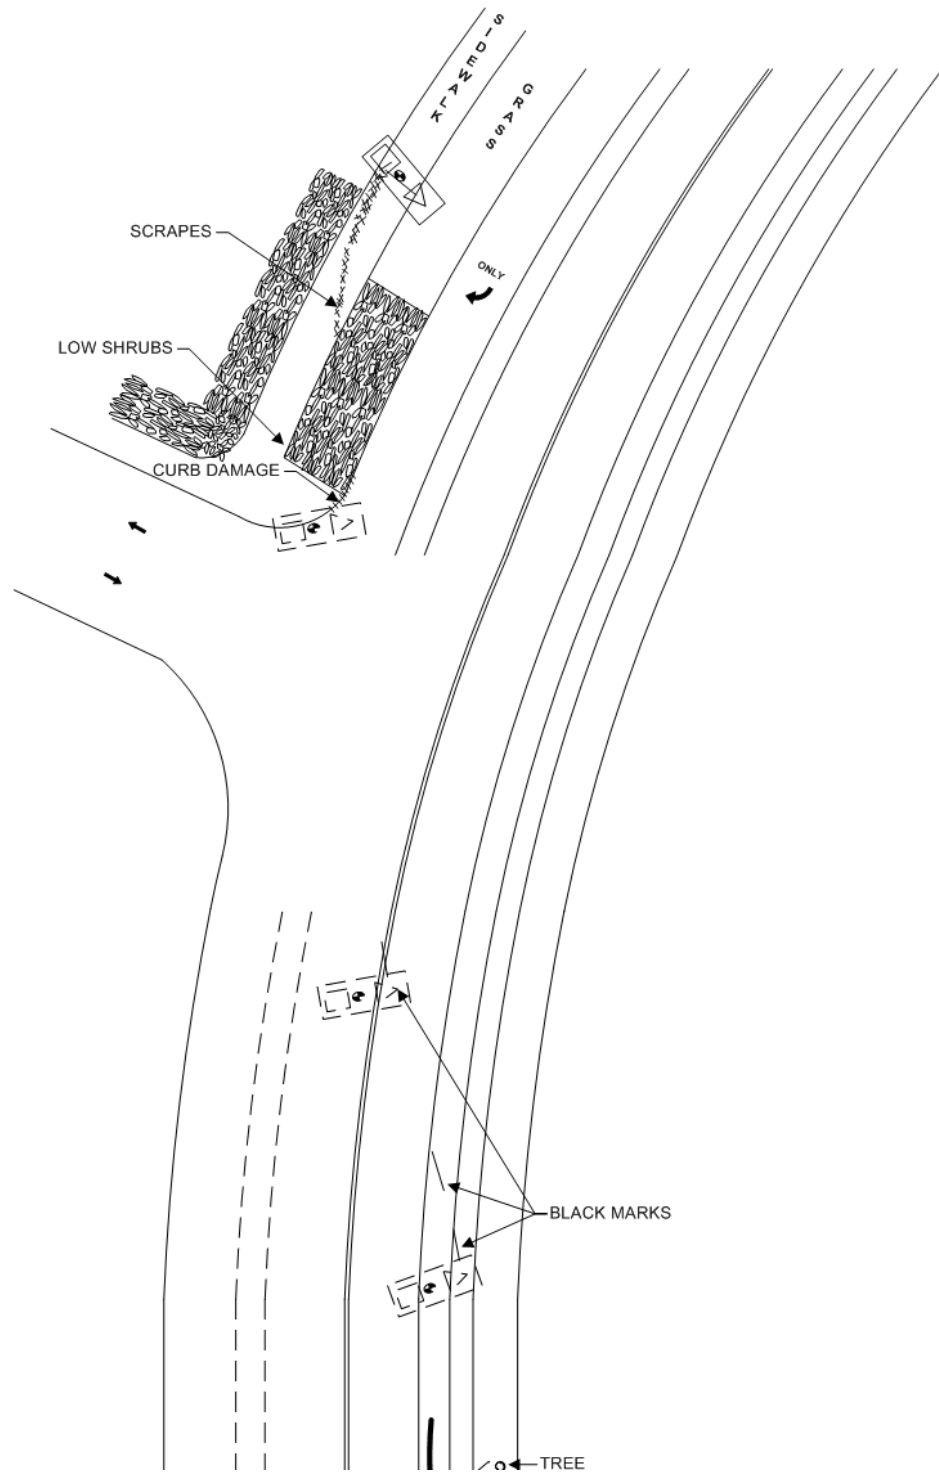 SIDEWALK
GRASS
SCRAPES
ONLY
LOW SHRUBS
CURB DAMAGE
BLACK MARKS
TREE